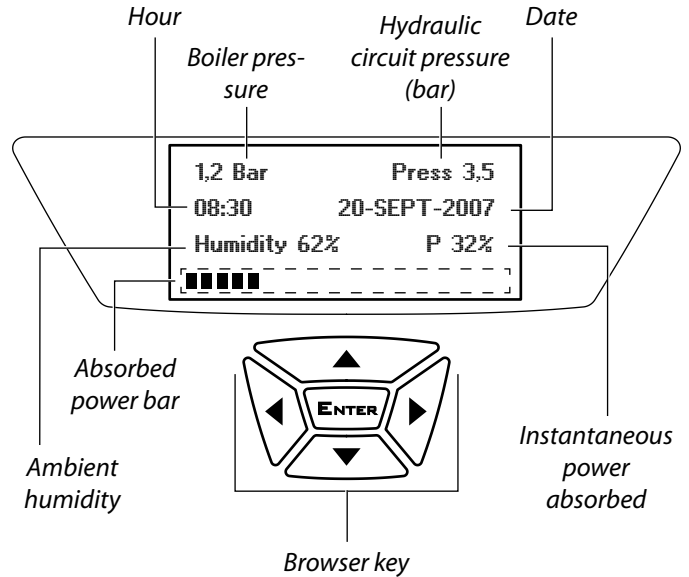 Hour
Boiler pres-
sure
Hydraulic
circuit pressure
(bar)
Date
1,2 Bar Press 3,5
08:30 20-SEPT-2007
Humidity 62% P 32%
Absorbed
power bar
ENTER
Ambient
humidity
Instantaneous
power
absorbed
Browser key